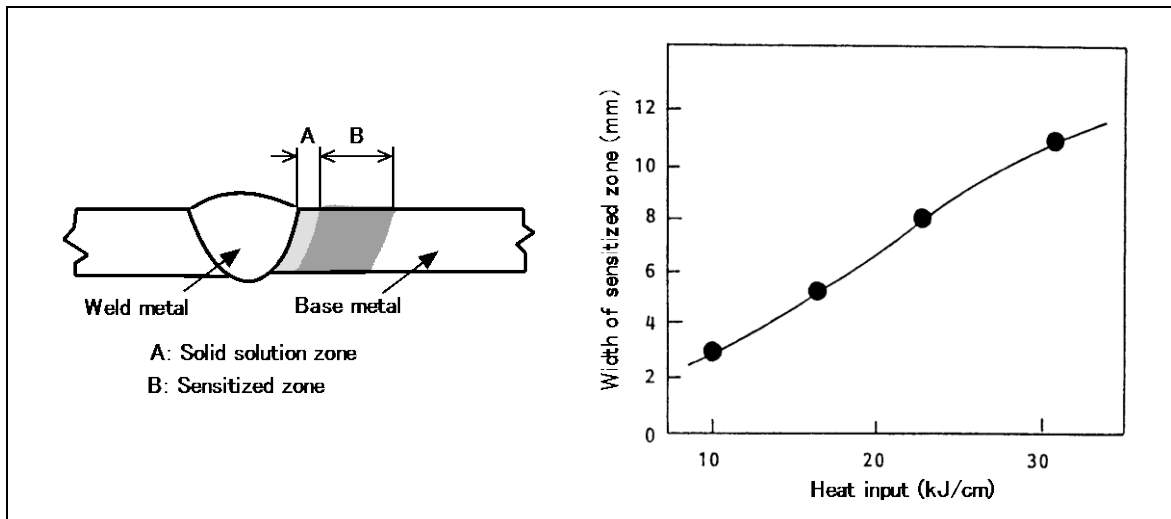 A B
Weld metal
Base metal
A: Solid solution zone
B: Sensitized zone
Width of sensitized zone (mm)
12
10
8
6
4
2
0
10 20 30
Heat input (kJ/cm)